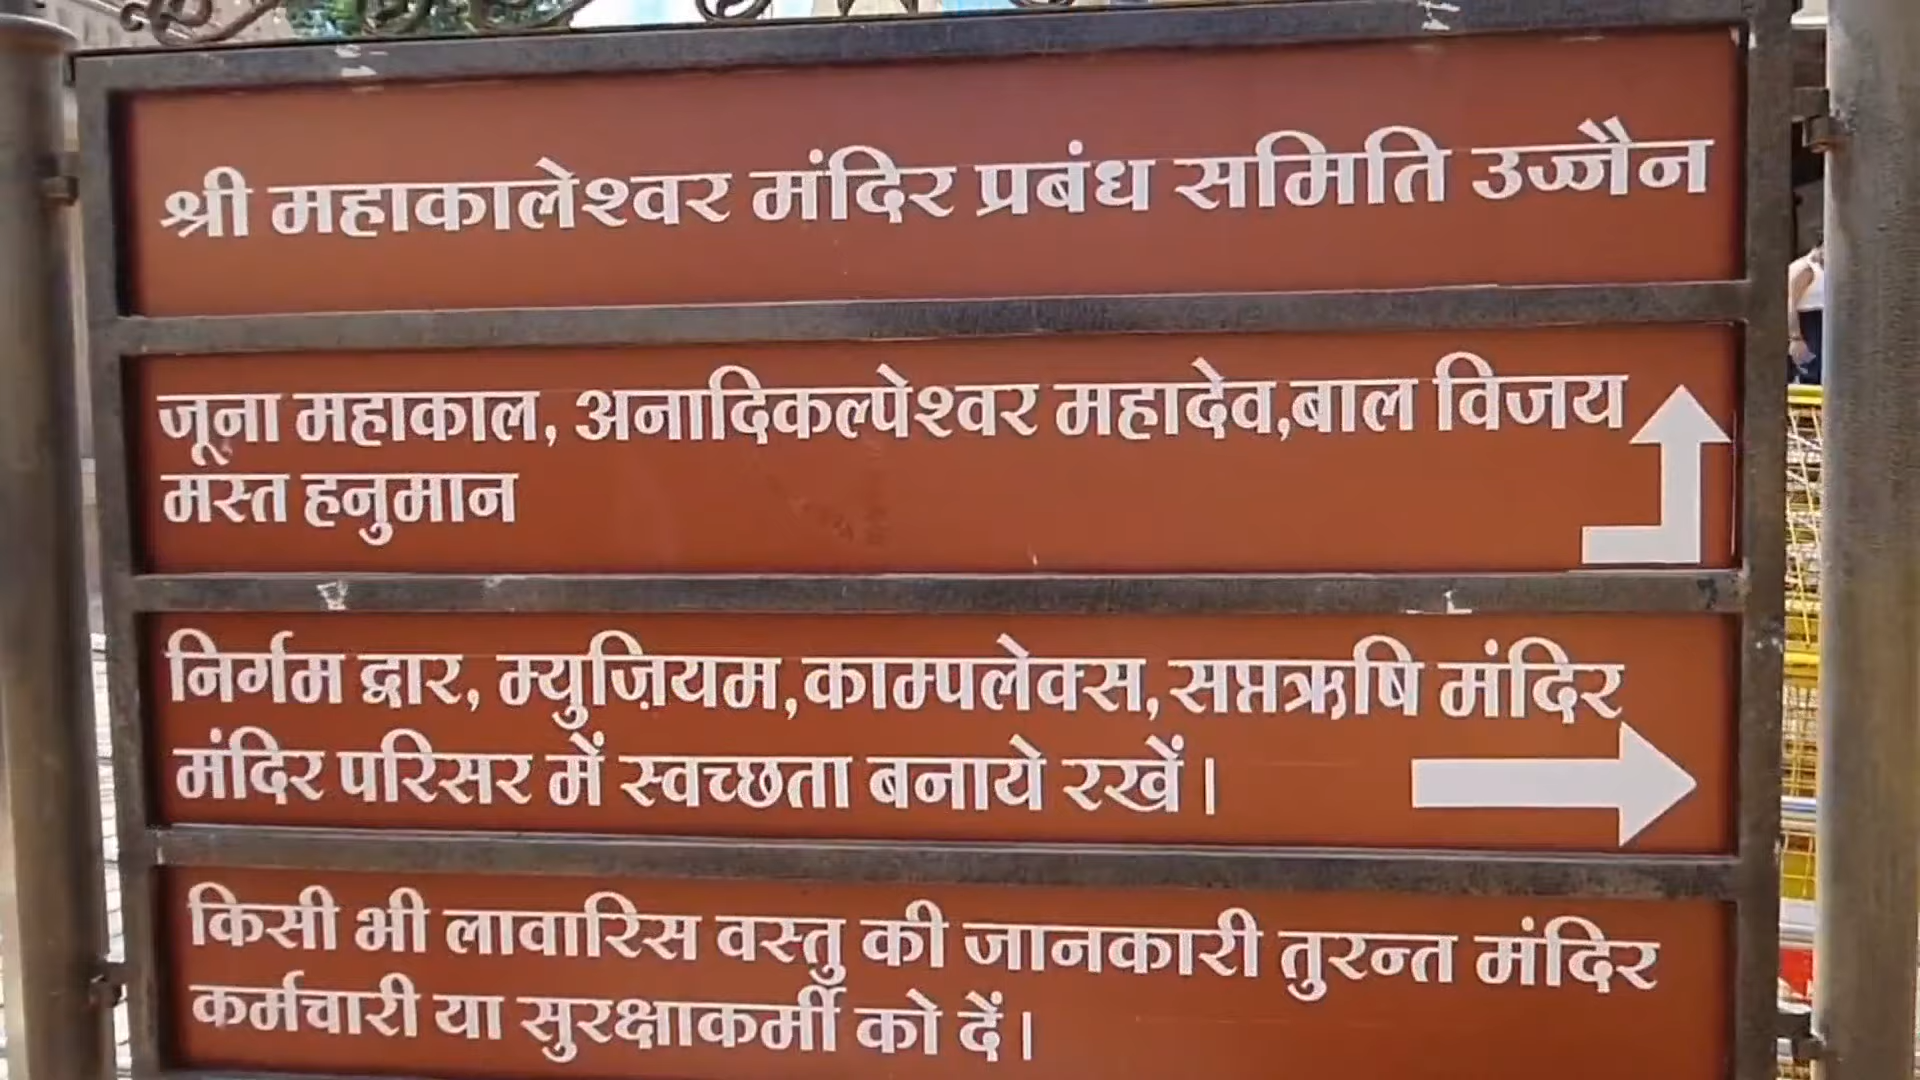 श्री महाकालेश्वर मंदिर प्रबंध समिति उज्जैन
जूना महाकाल, अनादिकल्पेश्वर महादेव,बाल विजय
मस्त हनुमान
निर्गम द्वार, म्युज़ियम,काम्पलेक्स, सप्तऋषि मंदिर
मंदिर परिसर में स्वच्छता बनाये रखें।
किसी भी लावारिस वस्तु की जानकारी तुरन्त मंदिर
कर्मचारी या सुरक्षाकर्मी को दें।